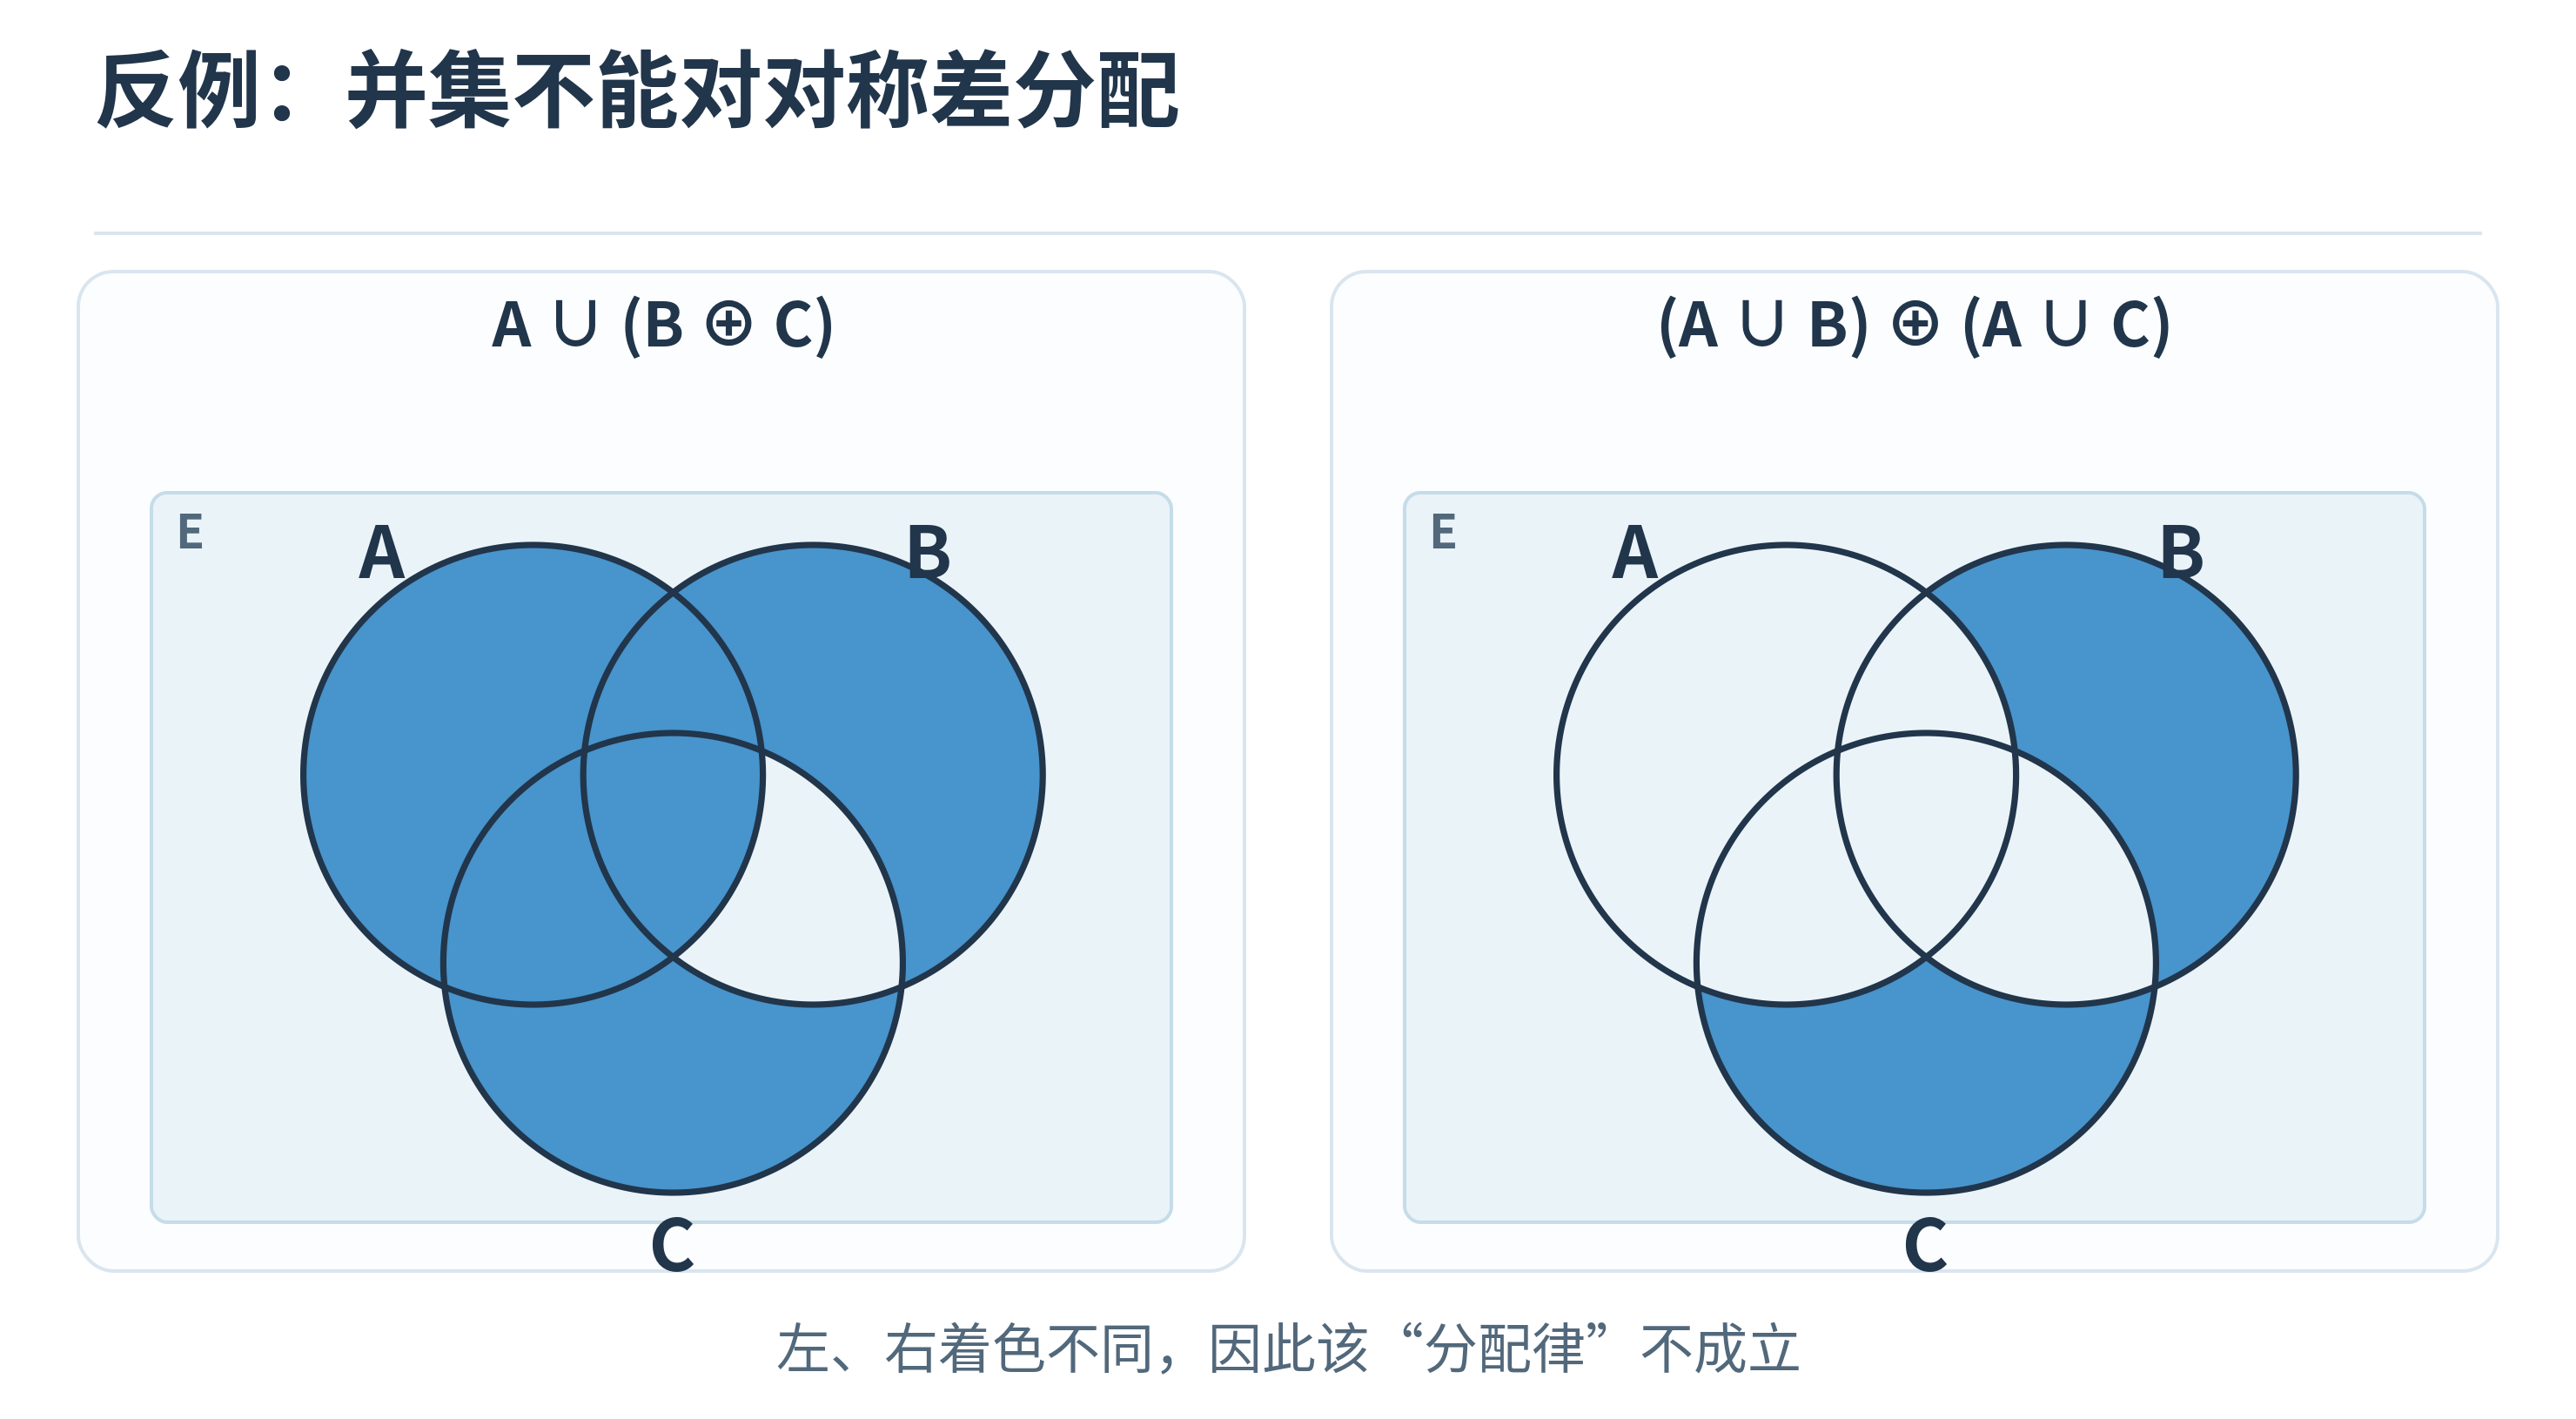 反例：并集不能对对称差分配
A ∪ (B ⊕ C)
E
A
B
C
(A ∪ B) ⊕ (A ∪ C)
E
A
B
C
左、右着色不同，因此该“分配律”不成立